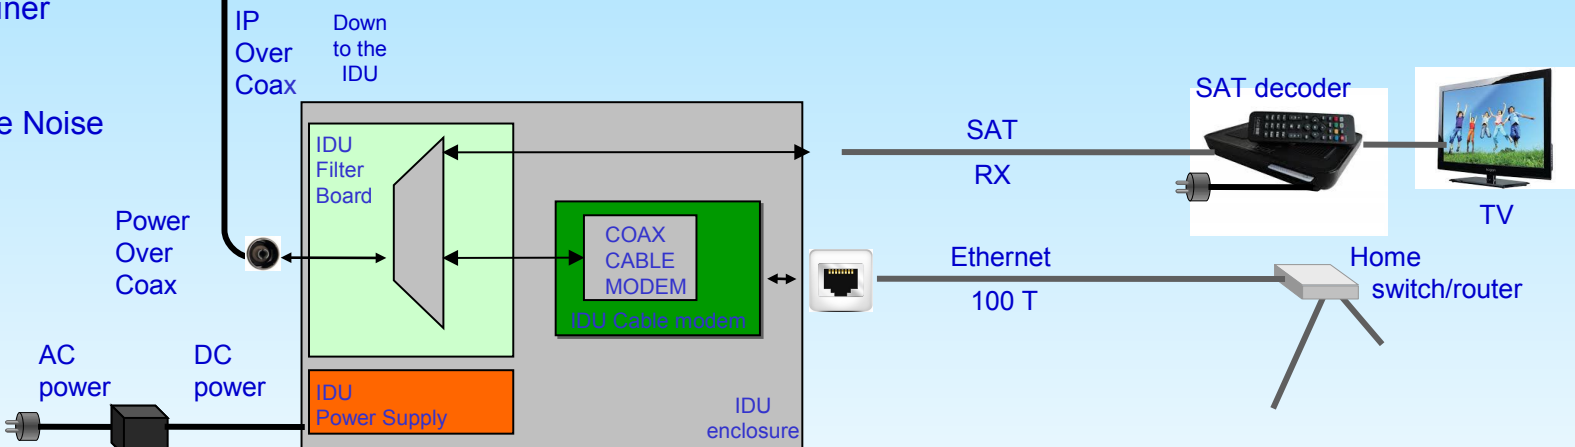 IP
Over
Coax
Down
to the
IDU
e Noise
IDU
Filter
Board
Power
Over
Coax
COAX
CABLE
MODEM
IDU Cable modem
SAT
RX
SAT decoder
TV
Ethernet
100 T
Home
switch/router
AC
power
DC
power
IDU
Power Supply
IDU
enclosure